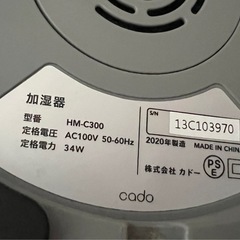 加湿器
型番 HM-C300
定格電圧 AC100V 50-60Hz
定格電力 34W
S/N 13C103970
2020年製造 MADE IN CHINA
株式会社 カドー
PS
E
cado